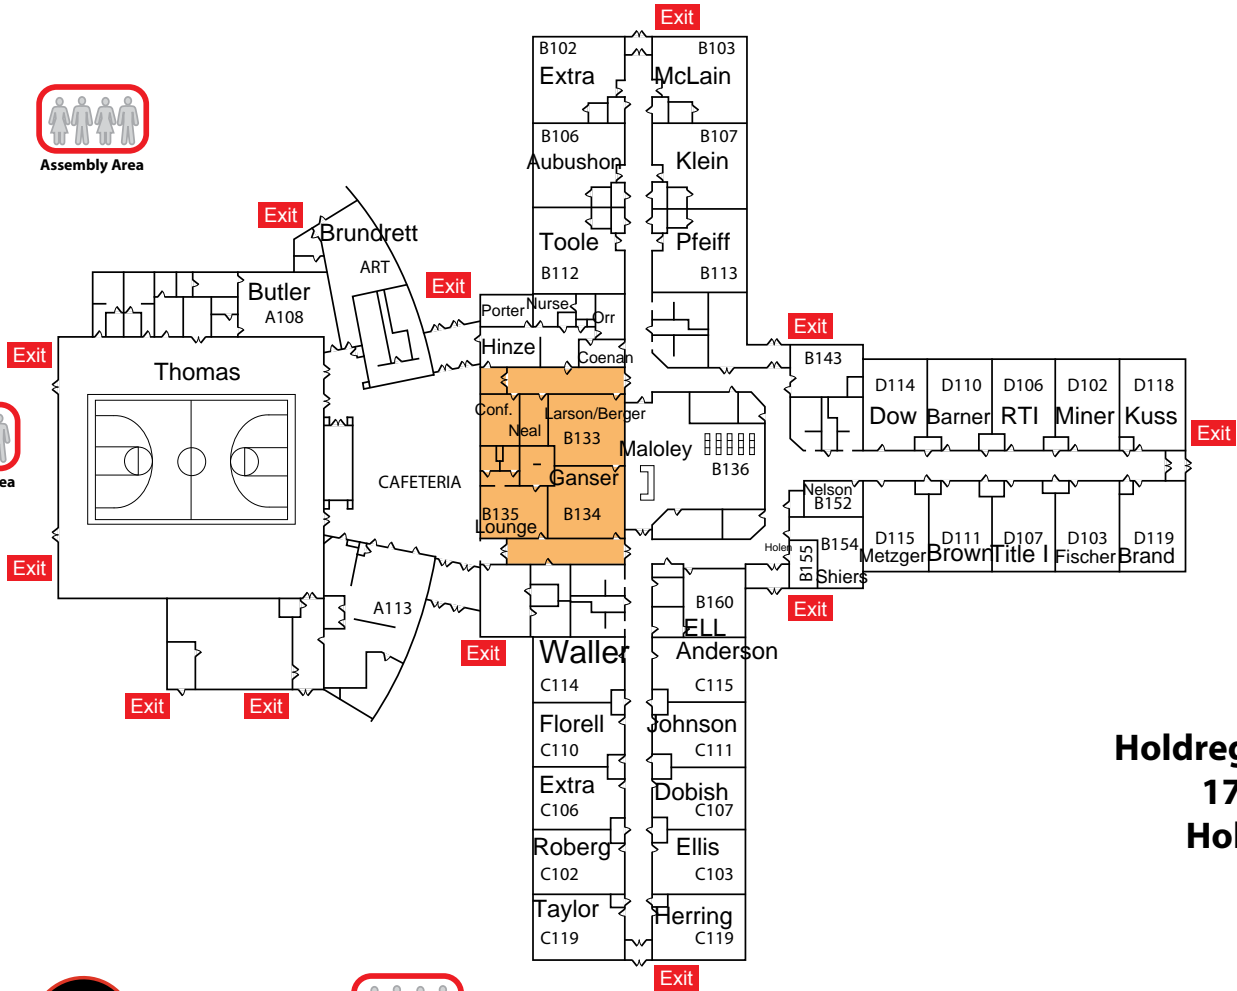 Exit
B102
Extra
B103
McLain
Assembly Area
B106
Aubushon
B107
Klein
Exit
Brundrett
ART
Toole
B112
Pfeiff
B113
Exit
Butler
A108
Porter
Nurse
Orr
Hinze
Coenan
Exit
B143
Exit
Thomas
Conf.
Neal
Larson/Berger
B133
Ganser
B134
B135
Lounge
CAFETERIA
Maloley
B136
D114
Dow
D110
Barner
D106
RTI
D102
Miner
D118
Kuss
Exit
ea
Nelson
B152
Holen
B155
B154
Shiers
D115
Metzger
D111
Brown
D107
Title I
D103
Fischer
D119
Brand
Exit
Exit
A113
B160
ELL
Exit
Waller
C114
Anderson
C115
Exit
Exit
Florell
C110
Johnson
C111
Extra
C106
Dobish
C107
Roberg
C102
Ellis
C103
Taylor
C119
Herring
C119
Exit
Holdreg
17
Hol